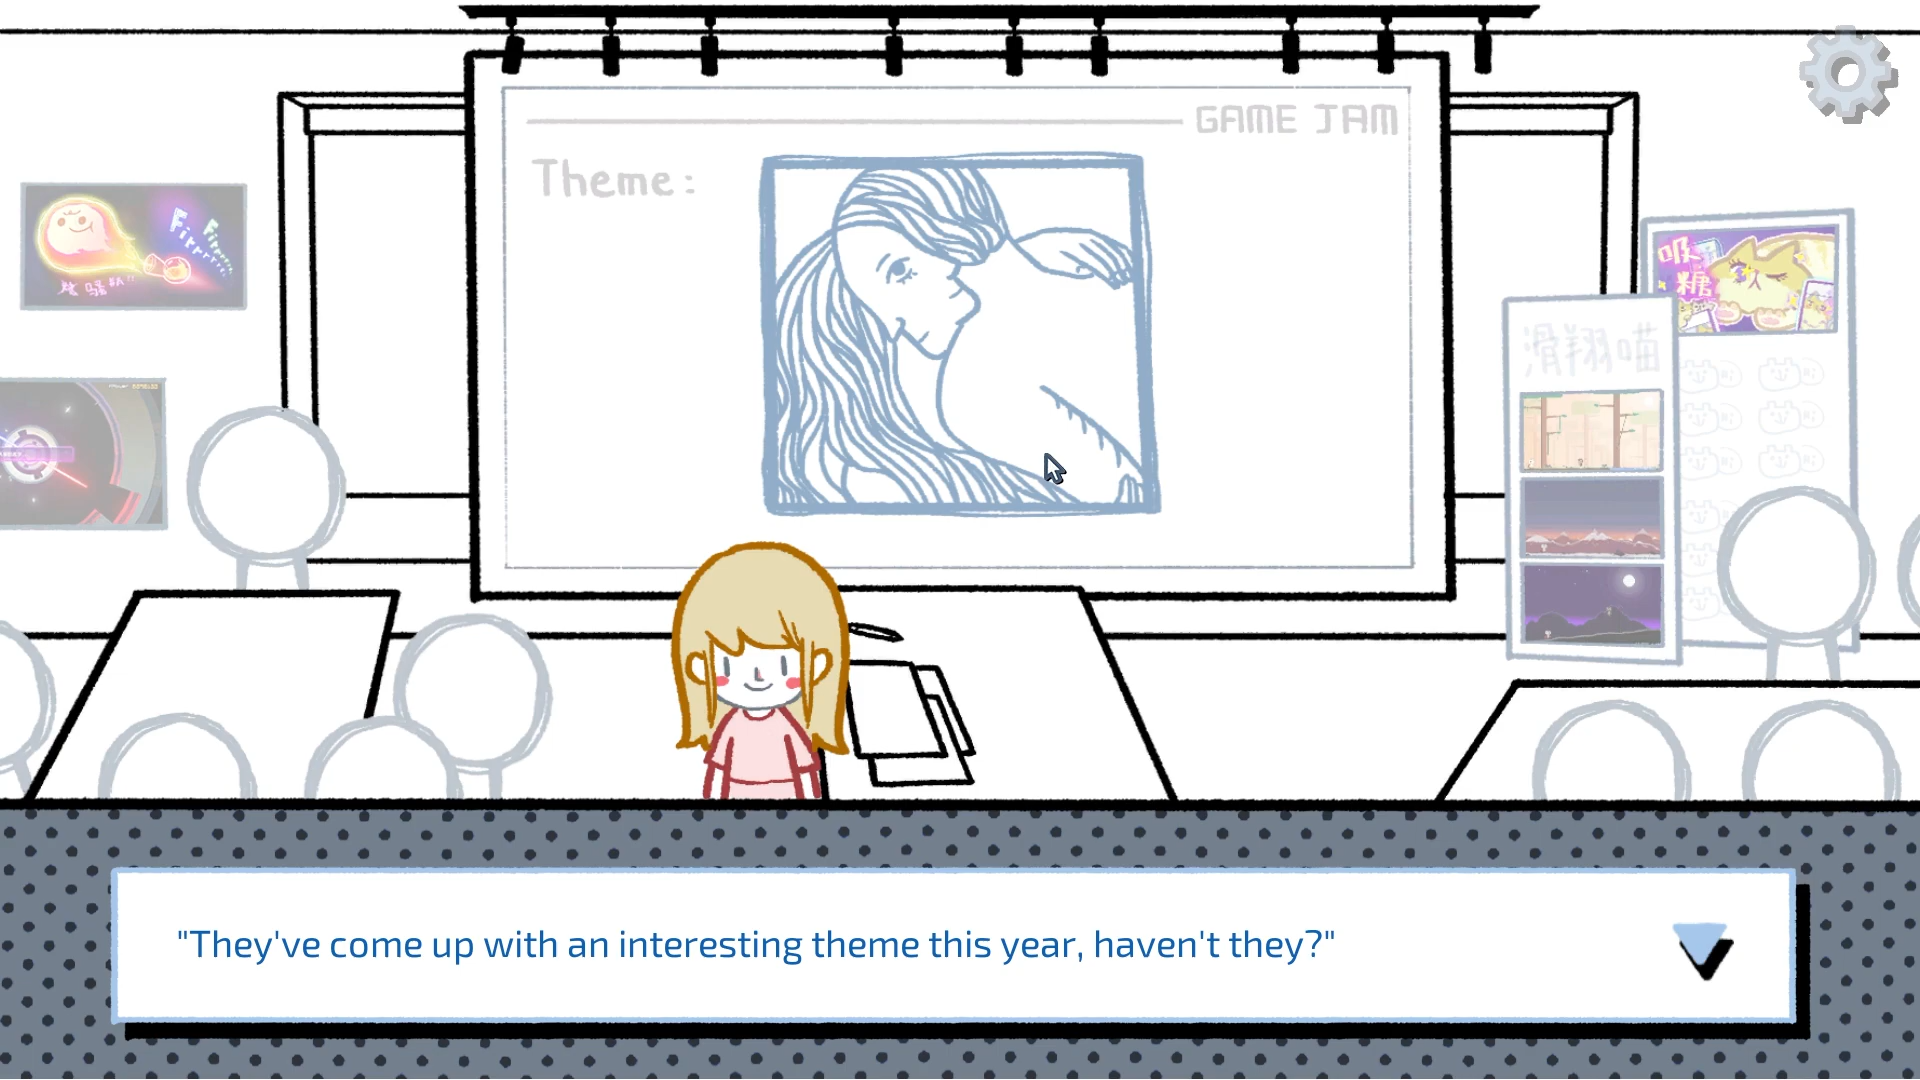 GAME JAM
Theme:
吸
糖
滑翔喵
"They've come up with an interesting theme this year, haven't they?"